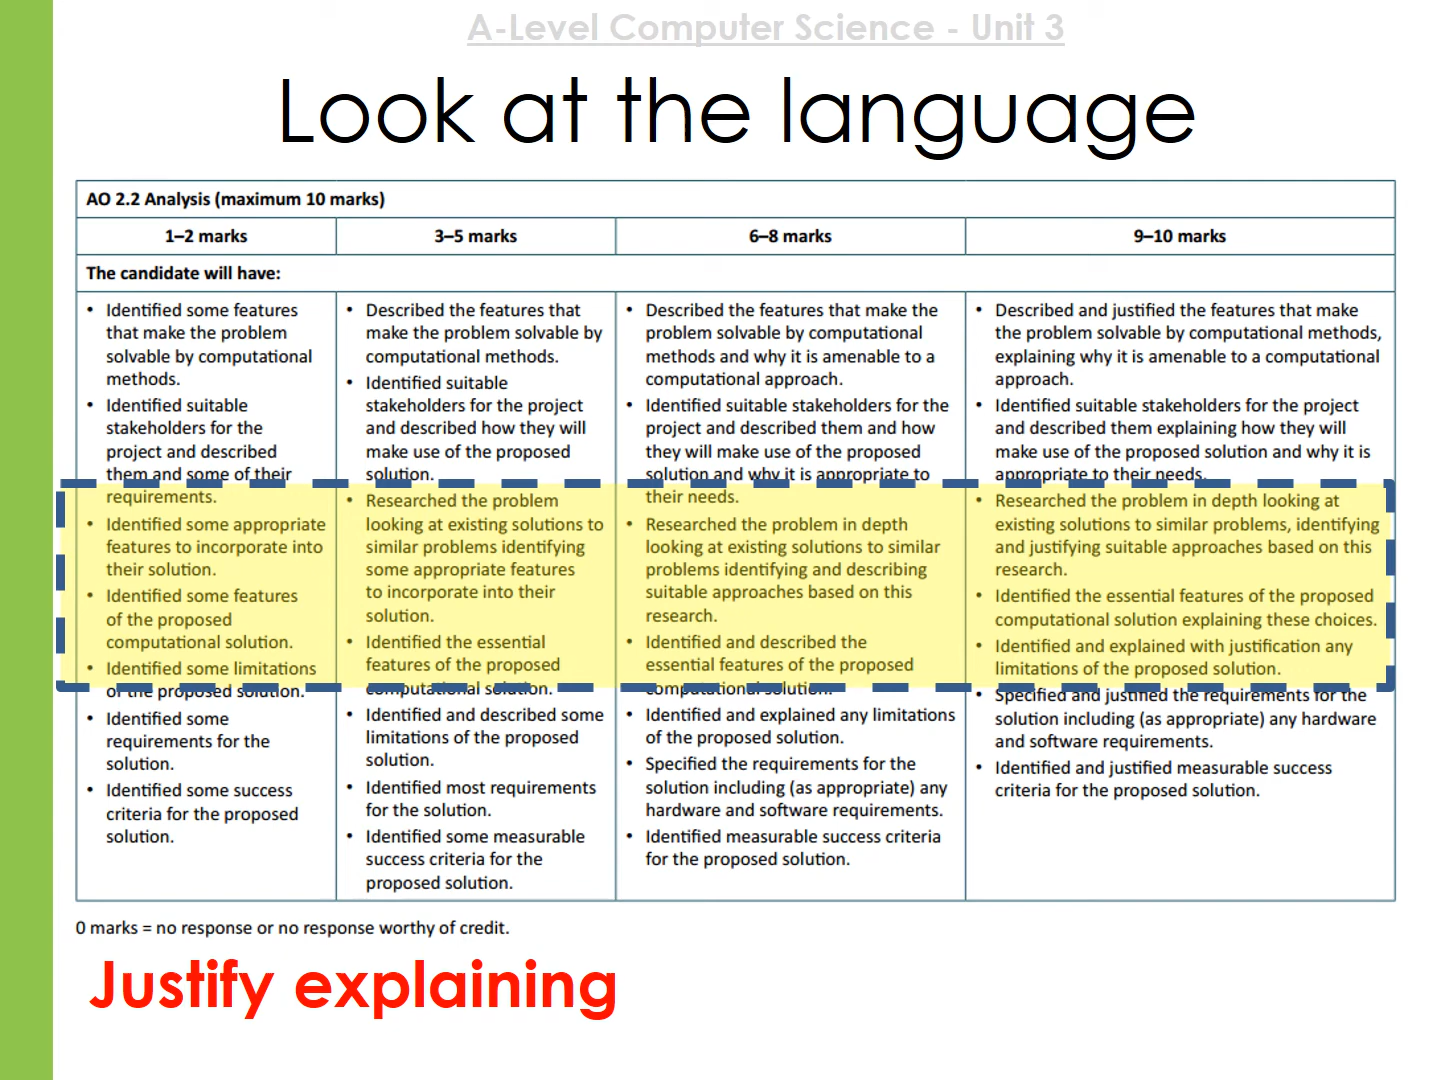 A-Level Computer Science - Unit 3
Look at the language
AO 2.2 Analysis (maximum 10 marks)
1–2 marks
3–5 marks
6–8 marks
9–10 marks
The candidate will have:
• Identified some features
that make the problem
solvable by computational
methods.
• Identified suitable
stakeholders for the
project and described
them and some of their
requirements.
• Identified some appropriate
features to incorporate into
their solution.
• Identified some features
of the proposed
computational solution.
• Identified some limitations
of the proposed solution.
• Identified some
requirements for the
solution.
• Identified some success
criteria for the proposed
solution.
• Described the features that
make the problem solvable by
computational methods.
• Identified suitable
stakeholders for the project
and described how they will
make use of the proposed
solution.
• Researched the problem
looking at existing solutions to
similar problems identifying
some appropriate features
to incorporate into their
solution.
• Identified the essential
features of the proposed
computational solution.
• Identified and described some
limitations of the proposed
solution.
• Identified most requirements
for the solution.
• Identified some measurable
success criteria for the
proposed solution.
• Described the features that make the
problem solvable by computational
methods and why it is amenable to a
computational approach.
• Identified suitable stakeholders for the
project and described them and how
they will make use of the proposed
solution and why it is appropriate to
their needs.
• Researched the problem in depth
looking at existing solutions to similar
problems identifying and describing
suitable approaches based on this
research.
• Identified and described the
essential features of the proposed
computational solution.
• Identified and explained any limitations
of the proposed solution.
• Specified the requirements for the
solution including (as appropriate) any
hardware and software requirements.
• Identified measurable success criteria
for the proposed solution.
• Described and justified the features that make
the problem solvable by computational methods,
explaining why it is amenable to a computational
approach.
• Identified suitable stakeholders for the project
and described them explaining how they will
make use of the proposed solution and why it is
appropriate to their needs.
• Researched the problem in depth looking at
existing solutions to similar problems, identifying
and justifying suitable approaches based on this
research.
• Identified the essential features of the proposed
computational solution explaining these choices.
• Identified and explained with justification any
limitations of the proposed solution.
• Specified and justified the requirements for the
solution including (as appropriate) any hardware
and software requirements.
• Identified and justified measurable success
criteria for the proposed solution.
0 marks = no response or no response worthy of credit.
Justify explaining